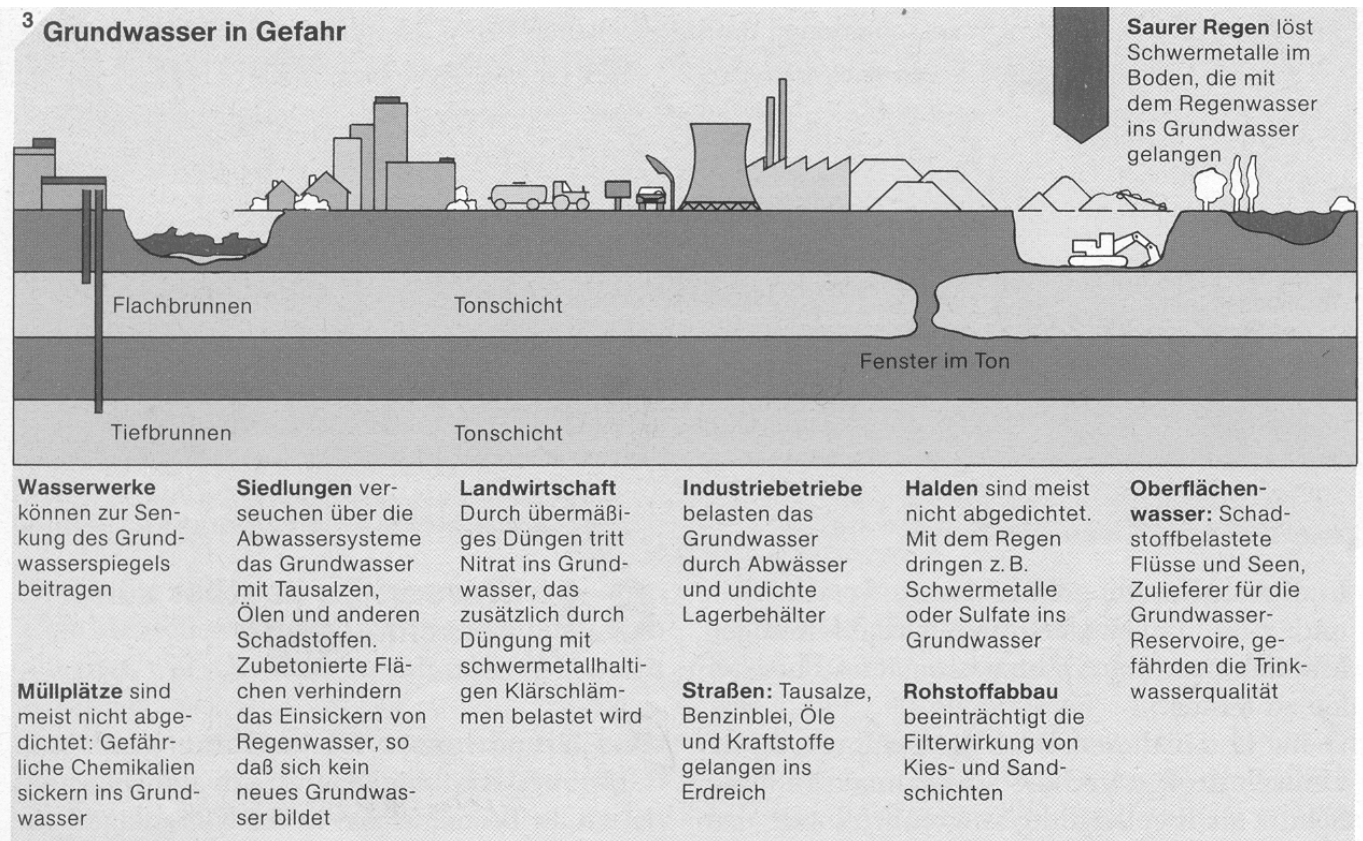 3
Grundwasser in Gefahr
Saurer Regen löst
Schwermetalle im
Boden, die mit
dem Regenwasser
ins Grundwasser
gelangen
Flachbrunnen
Tonschicht
Fenster im Ton
Tiefbrunnen
Tonschicht
Wasserwerke
können zur Sen-
kung des Grund-
wasserspiegels
beitragen
Müllplätze sind
meist nicht abge-
dichtet: Gefähr-
liche Chemikalien
sickern ins Grund-
wasser
Siedlungen ver-
seuchen über die
Abwassersysteme
das Grundwasser
mit Tausalzen,
Ölen und anderen
Schadstoffen.
Zubetonierte Flä-
chen verhindern
das Einsickern von
Regenwasser, so
daß sich kein
neues Grundwas-
ser bildet
Landwirtschaft
Durch übermäßi-
ges Düngen tritt
Nitrat ins Grund-
wasser, das
zusätzlich durch
Düngung mit
schwermetallhalti-
gen Klärschläm-
men belastet wird
Industriebetriebe
belasten das
Grundwasser
durch Abwässer
und undichte
Lagerbehälter
Straßen: Tausalze,
Benzinblei, Öle
und Kraftstoffe
gelangen ins
Erdreich
Halden sind meist
nicht abgedichtet.
Mit dem Regen
dringen z. B.
Schwermetalle
oder Sulfate ins
Grundwasser
Rohstoffabbau
beeinträchtigt die
Filterwirkung von
Kies- und Sand-
schichten
Oberflächen-
wasser: Schad-
stoffbelastete
Flüsse und Seen,
Zulieferer für die
Grundwasser-
Reservoire, ge-
fährden die Trink-
wasserqualität